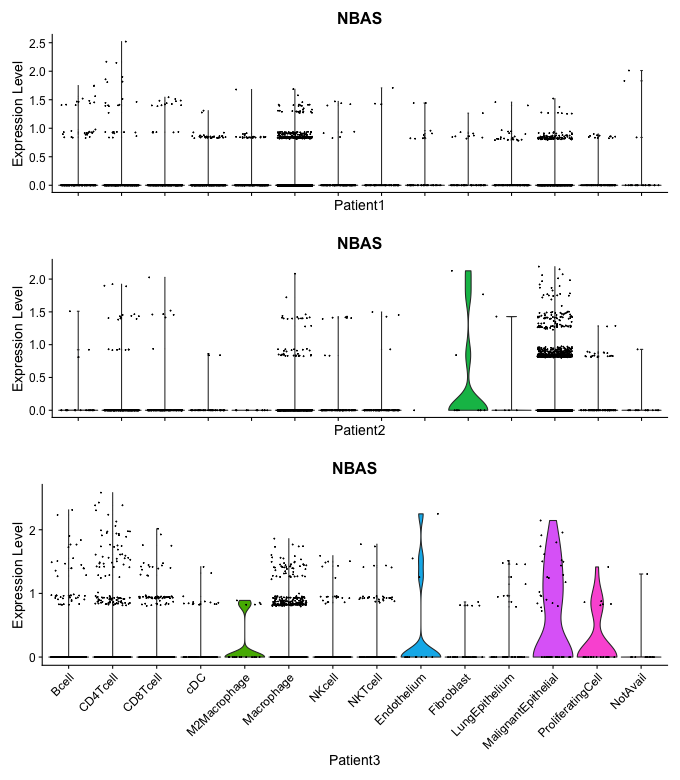 NBAS
Expression Level
2.5
2.0
1.5
1.0
0.5
0.0
Patient1
NBAS
Expression Level
2.0
1.5
1.0
0.5
0.0
Patient2
NBAS
Expression Level
2
1
0
Bcell
CD4Tcell
CD8Tcell
cDC
M2Macrophage
Macrophage
NKcell
NKTcell
Endothelium
Fibroblast
LungEpithelium
MalignantEpithelial
ProliferatingCell
NotAvail
Patient3